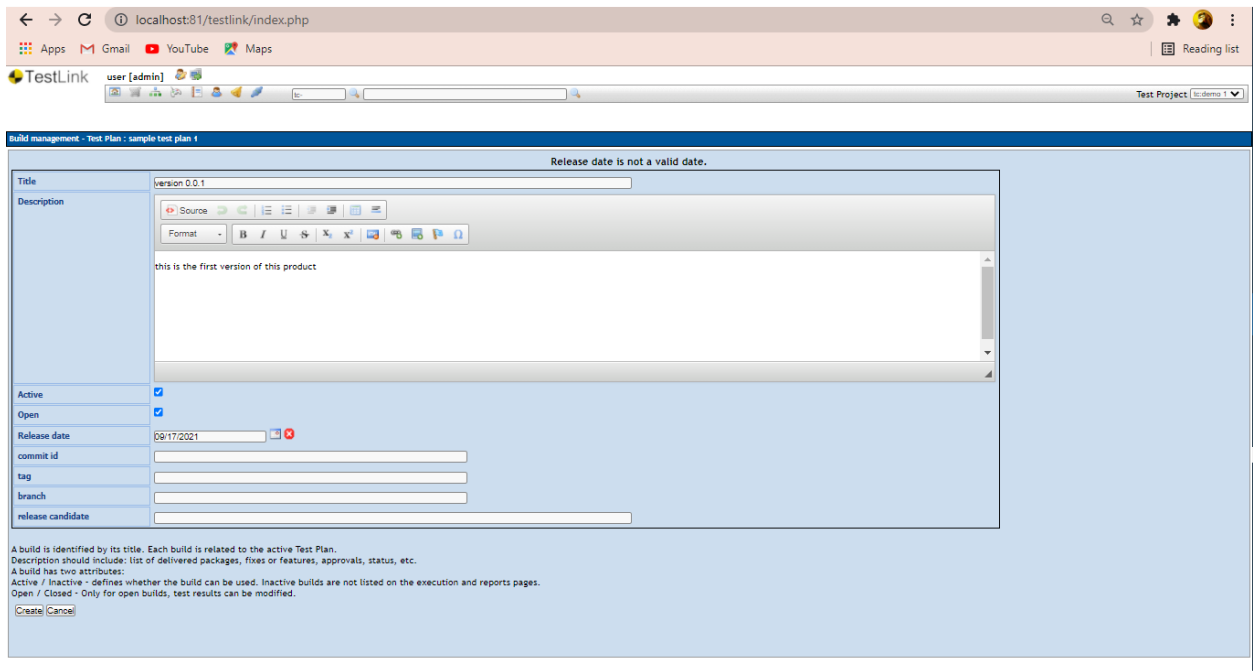 localhost:81/testlink/index.php
Apps Gmail YouTube Maps Reading list
TestLink user [admin]
tc- Test Project tc:demo 1
Build management - Test Plan : sample test plan 1
Release date is not a valid date.
Title version 0.0.1
Description
Source
Format B I U S X₂ X² Ω
this is the first version of this product
Active
Open
Release date 09/17/2021
commit id
tag
branch
release candidate
A build is identified by its title. Each build is related to the active Test Plan.
Description should include: list of delivered packages, fixes or features, approvals, status, etc.
A build has two attributes:
Active / Inactive - defines whether the build can be used. Inactive builds are not listed on the execution and reports pages.
Open / Closed - Only for open builds, test results can be modified.
Create Cancel